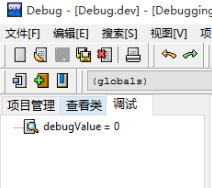 Debug - [Debug.dev] - [Debugging
文件[F] 编辑[E] 搜索[S] 视图[V]
(globals)
项目管理 查看类 调试
debugValue = 0